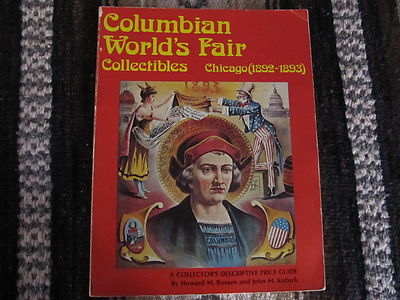 Columbian
World's Fair
Collectibles Chicago (1892-1893)
1893
COLUMBUS
A COLLECTOR'S DESCRIPTIVE PRICE GUIDE
By Howard M. Rossen and John M. Kaduck